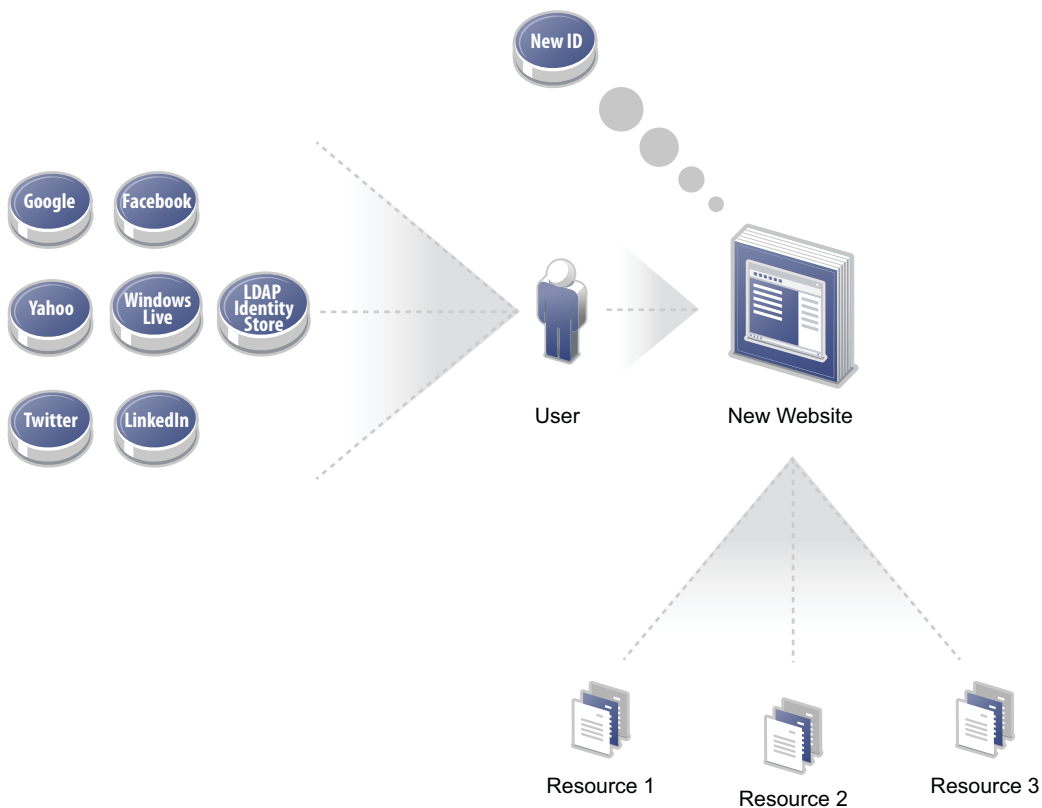 New ID
Google
Facebook
Yahoo
Windows
Live
LDAP
Identity
Store
Twitter
LinkedIn
User
New Website
Resource 1
Resource 2
Resource 3